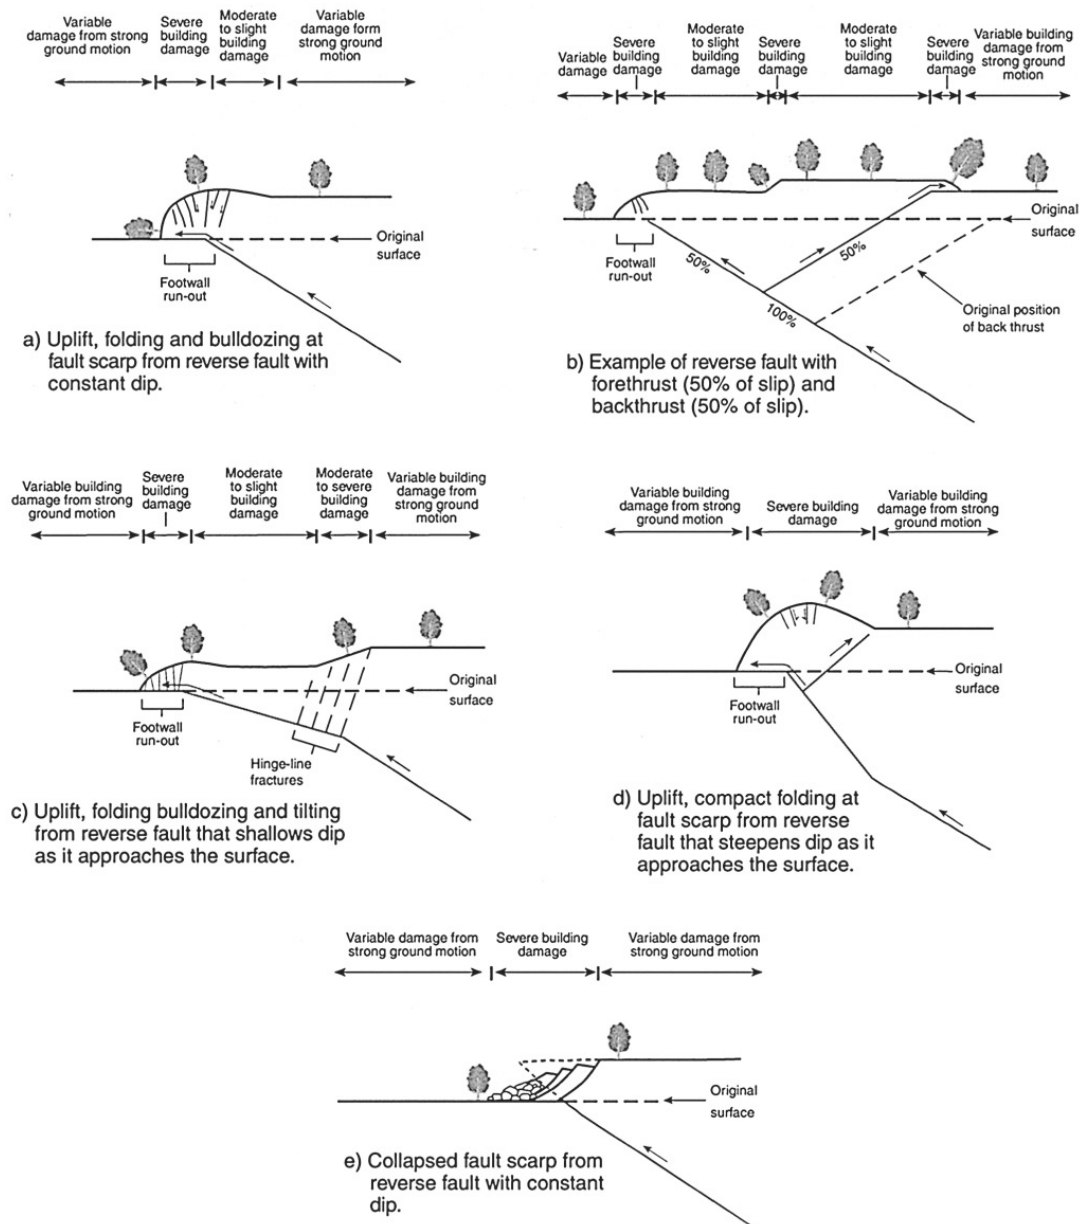 Variable
damage from strong
ground motion
Severe
building
damage
Moderate
to slight
building
damage
Variable
damage form
strong ground
motion
Original
surface
Footwall
run-out
a) Uplift, folding and bulldozing at
fault scarp from reverse fault with
constant dip.
Variable
damage
Severe
building
damage
Moderate
to slight
building
damage
Severe
building
damage
Moderate
to slight
building
damage
Severe
building
damage
Variable building
damage from
strong ground
motion
Original
surface
Footwall
run-out
50%
50%
100%
Original position
of back thrust
b) Example of reverse fault with
forethrust (50% of slip) and
backthrust (50% of slip).
Variable building
damage from strong
ground motion
Severe
building
damage
Moderate
to slight
building
damage
Moderate
to severe
building
damage
Variable building
damage from
strong ground
motion
Original
surface
Footwall
run-out
Hinge-line
fractures
c) Uplift, folding bulldozing and tilting
from reverse fault that shallows dip
as it approaches the surface.
Variable building
damage from strong
ground motion
Severe building
damage
Variable building
damage from strong
ground motion
Original
surface
Footwall
run-out
d) Uplift, compact folding at
fault scarp from reverse
fault that steepens dip as it
approaches the surface.
Variable damage from
strong ground motion
Severe building
damage
Variable damage from
strong ground motion
Original
surface
e) Collapsed fault scarp from
reverse fault with constant
dip.